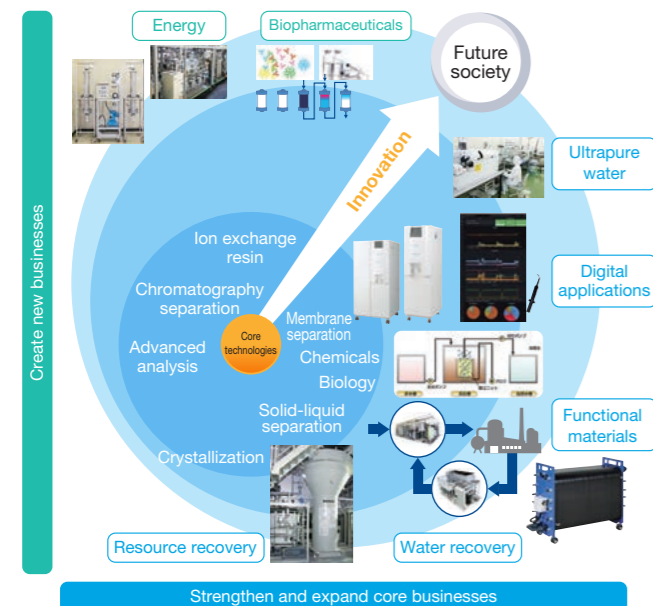 Energy
Biopharmaceuticals
Future
society
Create new businesses
Innovation
Ultrapure
water
Ion exchange
resin
Chromatography
separation
Digital
applications
Core
technologies
Membrane
separation
Advanced
analysis
Chemicals
Biology
Solid-liquid
separation
Functional
materials
Crystallization
Resource recovery
Water recovery
Strengthen and expand core businesses